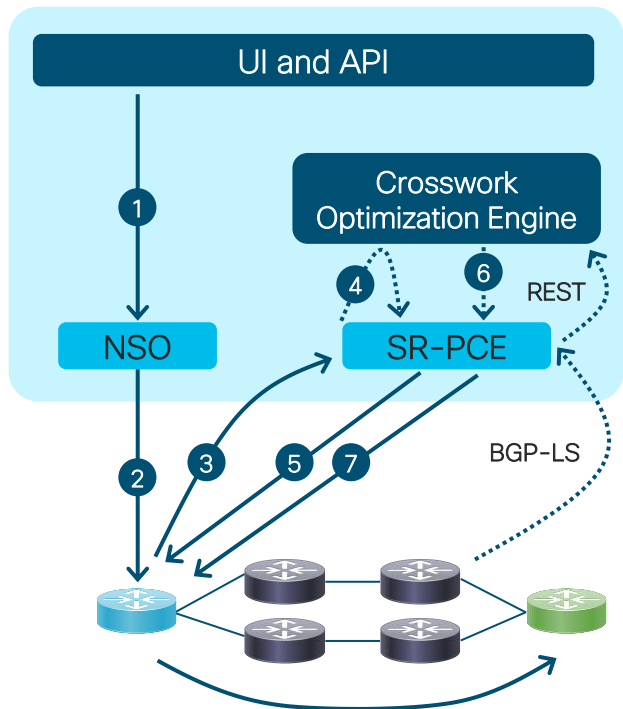 UI and API
Crosswork
Optimization Engine
1
4
6
REST
NSO
SR-PCE
BGP-LS
2
3
5
7